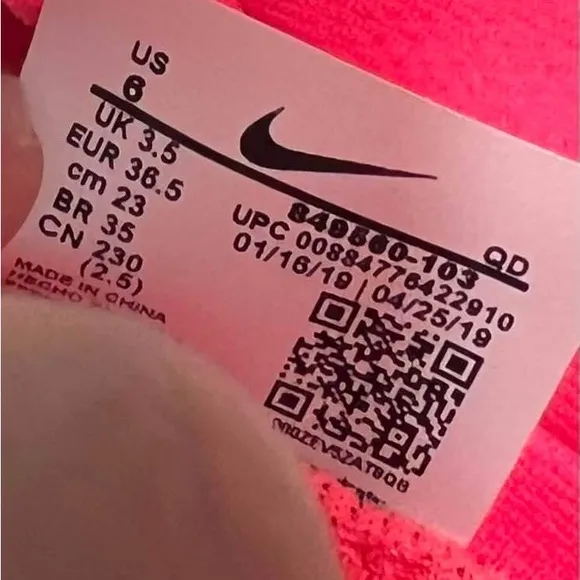 US
6
UK 3.5
EUR 36.5
cm 23
BR 35
CN 230
(2.5)
MADE IN CHINA
HECHO
849560-103 QD
UPC 00884776422910
01/16/19 | 04/25/19